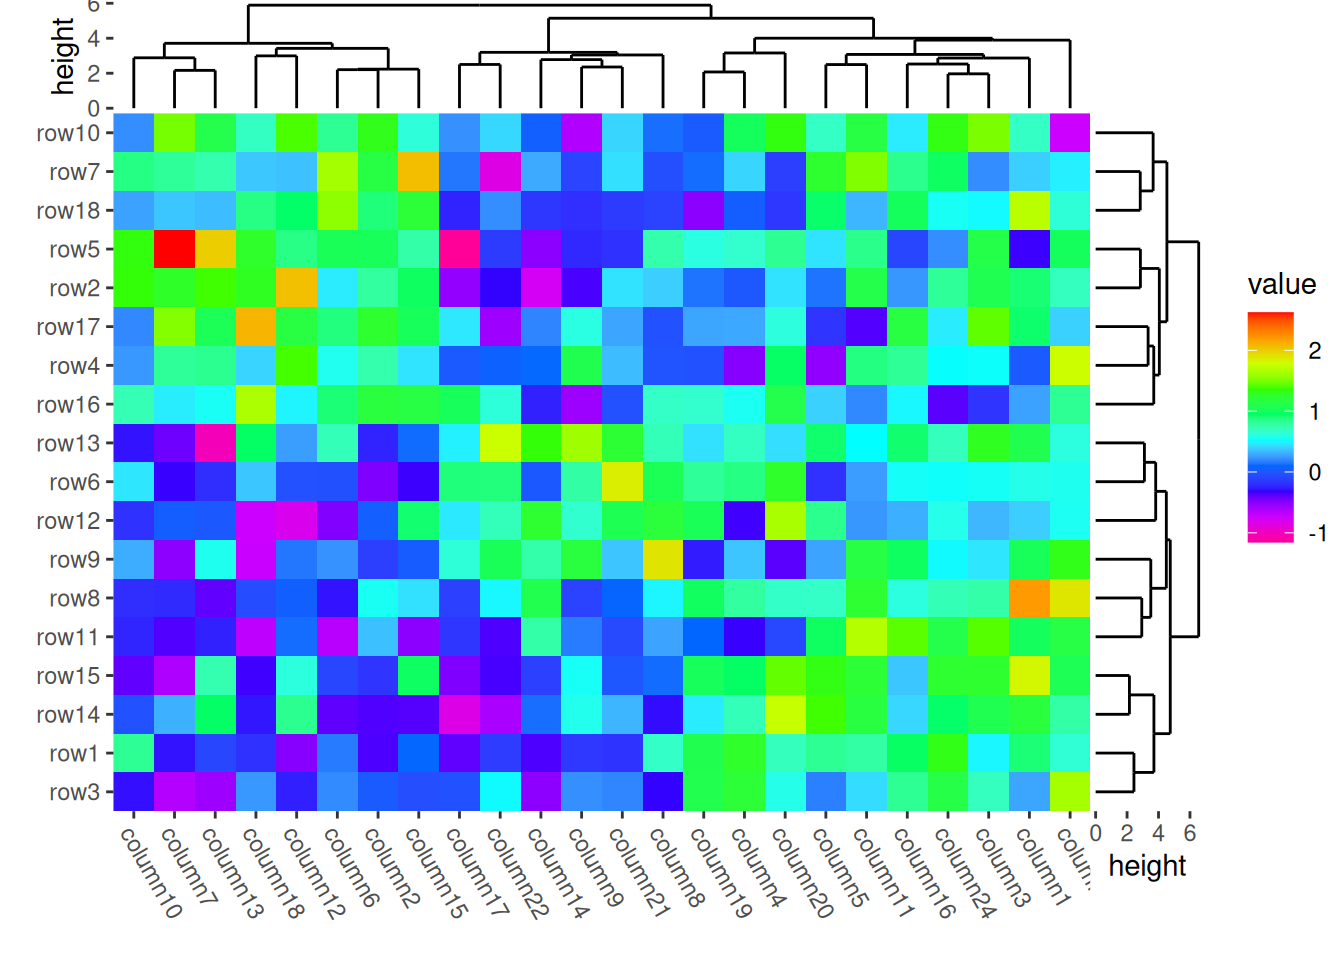 height
6
4
2
0
row10
row7
row18
row5
row2
row17
row4
row16
row13
row6
row12
row9
row8
row11
row15
row14
row1
row3
column10
column7
column13
column18
column12
column6
column2
column15
column17
column22
column14
column9
column21
column8
column19
column4
column20
column5
column11
column16
column24
column3
column1
0 2 4 6
height
value
2
1
0
-1